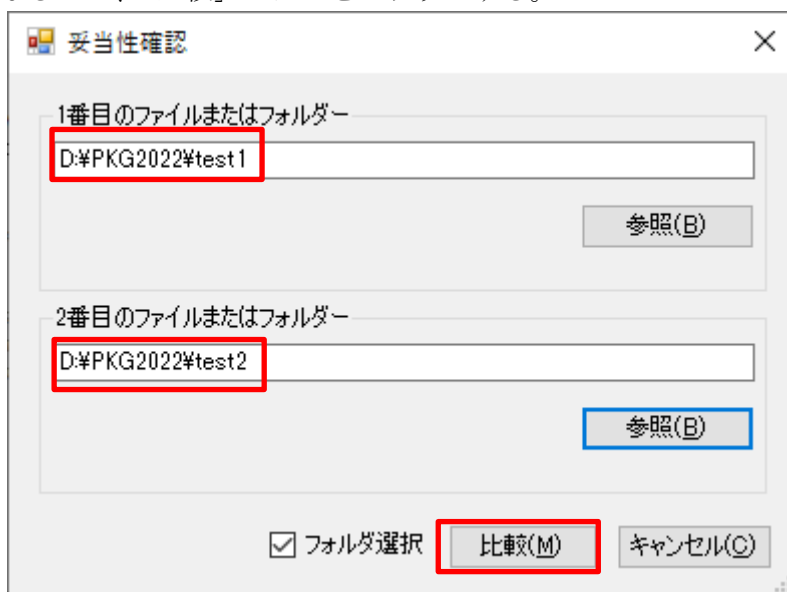 妥当性確認
1番目のファイルまたはフォルダー
D:¥PKG2022¥test1
参照(B)
2番目のファイルまたはフォルダー
D:¥PKG2022¥test2
参照(B)
フォルダ選択
比較(M)
キャンセル(C)